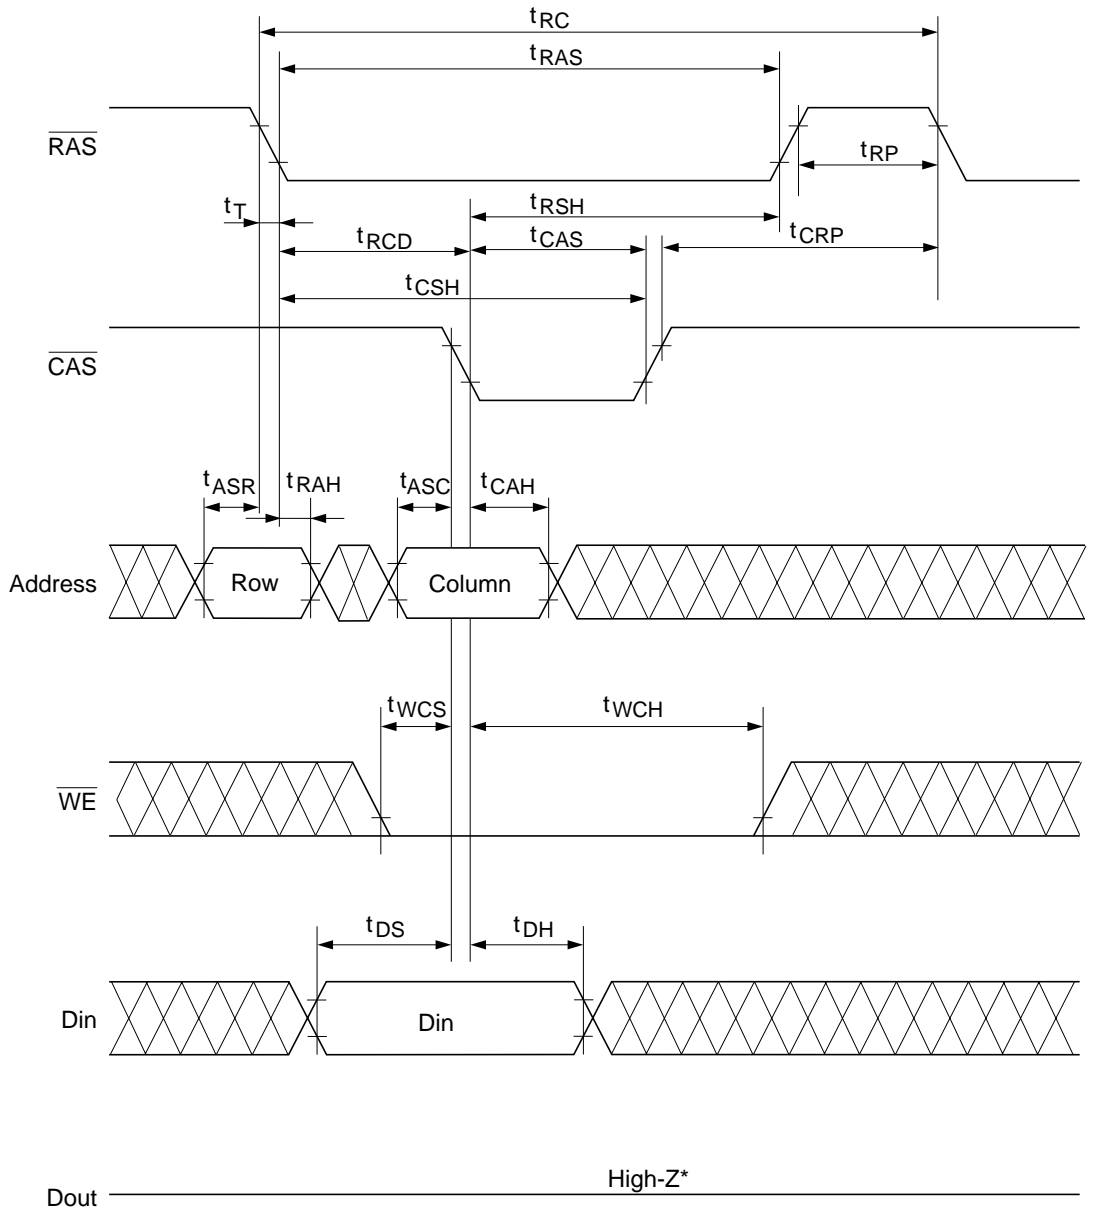 tRC
tRAS
RAS
tRP
tT
tRSH
tRCD
tCAS
tCRP
tCSH
CAS
tASR
tRAH
tASC
tCAH
Address
Row
Column
tWCS
tWCH
WE
tDS
tDH
Din
Din
High-Z*
Dout